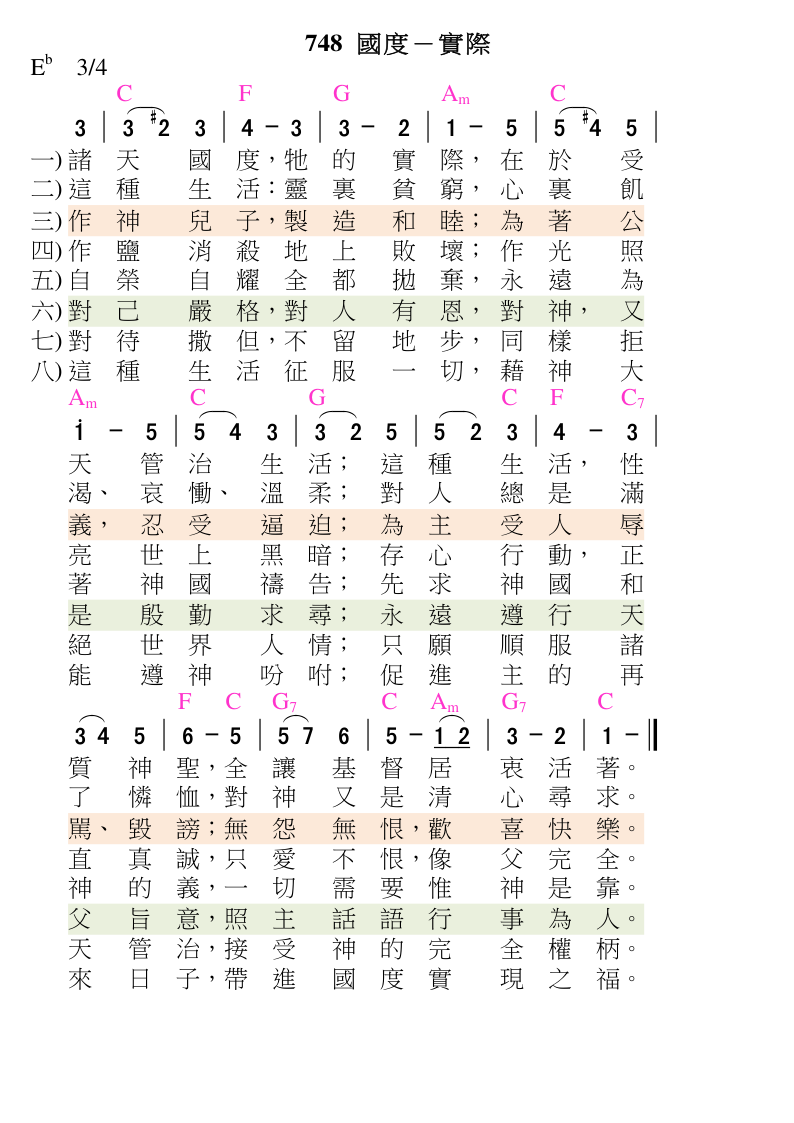 748 國度－實際
E♭ 3/4
C F G Am C
3 | 3 #2 3 | 4 - 3 | 3 - 2 | 1 - 5 | 5 #4 5 |
一) 諸 天 國 度，牠 的 實 際， 在 於 受
二) 這 種 生 活：靈 裏 貧 窮， 心 裏 飢
三) 作 神 兒 子，製 造 和 睦； 為 著 公
四) 作 鹽 消 殺 地 上 敗 壞； 作 光 照
五) 自 榮 自 耀 全 都 拋 棄， 永 遠 為
六) 對 己 嚴 格，對 人 有 恩， 對 神， 又
七) 對 待 撒 但，不 留 地 步， 同 樣 拒
八) 這 種 生 活 征 服 一 切， 藉 神 大
Am C G C F C7
i - 5 | 5 4 3 | 3 2 5 | 5 2 3 | 4 - 3 |
天 管 治 生 活； 這 種 生 活， 性
渴、 哀 慟、 溫 柔； 對 人 總 是 滿
義， 忍 受 逼 迫； 為 主 受 人 辱
亮 世 上 黑 暗； 存 心 行 動， 正
著 神 國 禱 告； 先 求 神 國 和
是 殷 勤 求 尋； 永 遠 遵 行 天
絕 世 界 人 情； 只 願 順 服 諸
能 遵 神 吩 咐； 促 進 主 的 再
F C G7 C Am G7 C
3 4 5 | 6 - 5 | 5 7 6 | 5 - 1 2 | 3 - 2 | 1 - ‖
質 神 聖，全 讓 基 督 居 衷 活 著。
了 憐 恤，對 神 又 是 清 心 尋 求。
罵、 毀 謗；無 怨 無 恨，歡 喜 快 樂。
直 真 誠，只 愛 不 恨，像 父 完 全。
神 的 義，一 切 需 要 惟 神 是 靠。
父 旨 意，照 主 話 語 行 事 為 人。
天 管 治，接 受 神 的 完 全 權 柄。
來 日 子，帶 進 國 度 實 現 之 福。